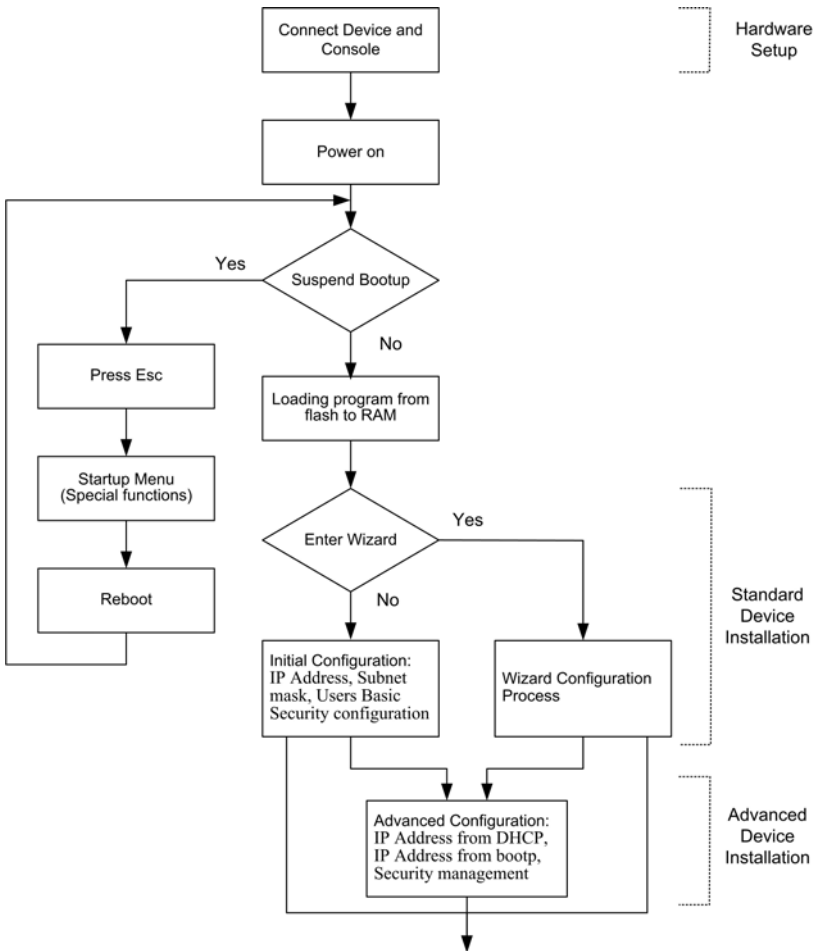 Connect Device and
Console
Hardware
Setup
Power on
Yes
Suspend Bootup
No
Press Esc
Loading program from
flash to RAM
Startup Menu
(Special functions)
Enter Wizard
Yes
No
Reboot
Standard
Device
Installation
Initial Configuration:
IP Address, Subnet
mask, Users Basic
Security configuration
Wizard Configuration
Process
Advanced Configuration:
IP Address from DHCP,
IP Address from bootp,
Security management
Advanced
Device
Installation